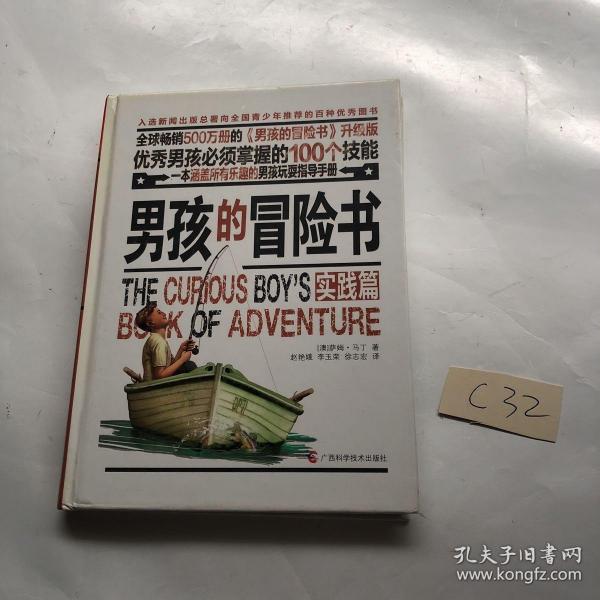 入选新闻出版总署向全国青少年推荐的百种优秀图书
全球畅销500万册的《男孩的冒险书》升级版
优秀男孩必须掌握的100个技能
一本涵盖所有乐趣的男孩玩耍指导手册
男孩的冒险书
THE CURIOUS BOY'S 实践篇
BOOK OF ADVENTURE
[澳]萨姆·马丁 著
赵艳娥 李玉荣 徐志宏 译
广西科学技术出版社
C32
孔夫子旧书网
www.kongfz.com